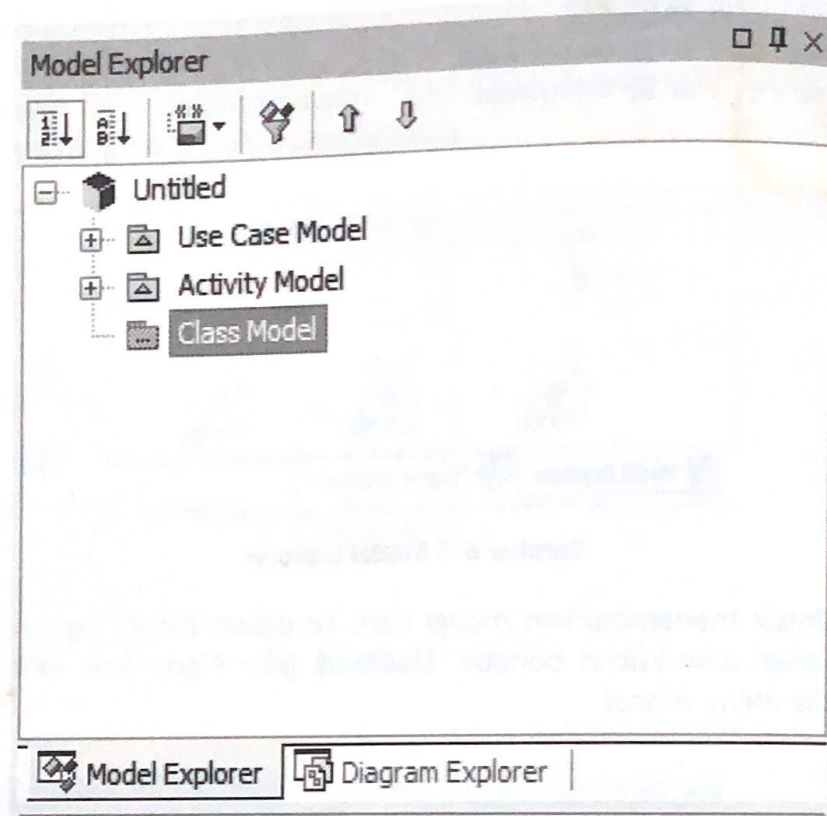 Model Explorer
Untitled
Use Case Model
Activity Model
Class Model
Model Explorer
Diagram Explorer